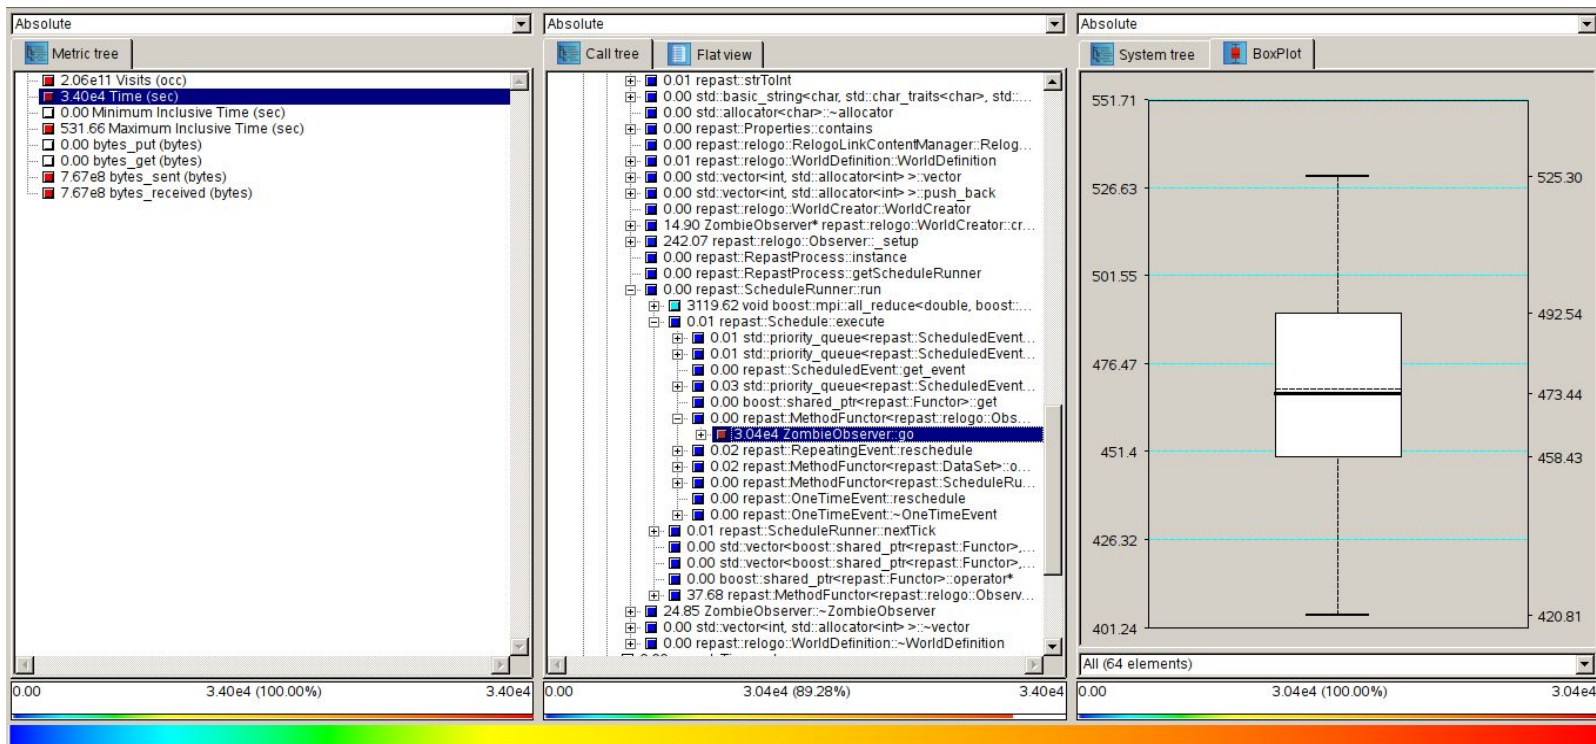 Absolute
Metric tree
2.06e11 Visits (occ)
3.40e4 Time (sec)
0.00 Minimum Inclusive Time (sec)
531.66 Maximum Inclusive Time (sec)
0.00 bytes_put (bytes)
0.00 bytes_get (bytes)
7.67e8 bytes_sent (bytes)
7.67e8 bytes_received (bytes)
0.00 3.40e4 (100.00%) 3.40e4
Absolute
Call tree Flat view
0.01 repast::strToInt
0.00 std::basic_string<char, std::char_traits<char>, std::...
0.00 std::allocator<char>::~allocator
0.00 repast::Properties::contains
0.00 repast::relogo::RelogoLinkContentManager::Relog...
0.01 repast::relogo::WorldDefinition::WorldDefinition
0.00 std::vector<int, std::allocator<int> >::vector
0.00 std::vector<int, std::allocator<int> >::push_back
0.00 repast::relogo::WorldCreator::WorldCreator
14.90 ZombieObserver* repast::relogo::WorldCreator::cr...
242.07 repast::relogo::Observer::_setup
0.00 repast::RepastProcess::instance
0.00 repast::RepastProcess::getScheduleRunner
0.00 repast::ScheduleRunner::run
3119.62 void boost::mpi::all_reduce<double, boost::...
0.01 repast::Schedule::execute
0.01 std::priority_queue<repast::ScheduledEvent...
0.01 std::priority_queue<repast::ScheduledEvent...
0.00 repast::ScheduledEvent::get_event
0.03 std::priority_queue<repast::ScheduledEvent...
0.00 boost::shared_ptr<repast::Functor>::get
0.00 repast::MethodFunctor<repast::relogo::Obs...
3.04e4 ZombieObserver::go
0.02 repast::RepeatingEvent::reschedule
0.02 repast::MethodFunctor<repast::DataSet>::o...
0.00 repast::MethodFunctor<repast::ScheduleRu...
0.00 repast::OneTimeEvent::reschedule
0.00 repast::OneTimeEvent::~OneTimeEvent
0.01 repast::ScheduleRunner::nextTick
0.00 std::vector<boost::shared_ptr<repast::Functor>,...
0.00 std::vector<boost::shared_ptr<repast::Functor>,...
0.00 boost::shared_ptr<repast::Functor>::operator*
37.68 repast::MethodFunctor<repast::relogo::Observ...
24.85 ZombieObserver::~ZombieObserver
0.00 std::vector<int, std::allocator<int> >::~vector
0.00 repast::relogo::WorldDefinition::~WorldDefinition
0.00 3.04e4 (89.28%) 3.40e4
Absolute
System tree BoxPlot
551.71
526.63 525.30
501.55
492.54
476.47
473.44
451.4 458.43
426.32
401.24 420.81
All (64 elements)
0.00 3.04e4 (100.00%) 3.04e4